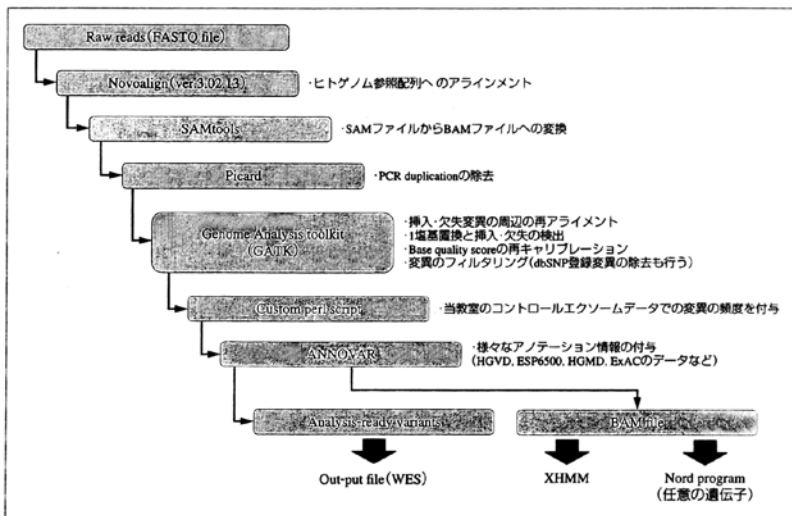 Raw reads(FASTQ file)
Novoalign(ver.3.02.13)
・ヒトゲノム参照配列へのアラインメント
SAMtools
・SAMファイルからBAMファイルへの変換
Picard
・PCR duplicationの除去
Genome Analysis toolkit
(GATK)
・挿入・欠失変異の周辺の再アライメント
・1塩基置換と挿入・欠失の検出
・Base quality scoreの再キャリブレーション
・変異のフィルタリング(dbSNP登録変異の除去も行う)
Custom perl script
・当教室のコントロールエクソームデータでの変異の頻度を付与
ANNOVAR
・様々なアノテーション情報の付与
(HGVD, ESP6500, HGMD, ExACのデータなど)
Analysis-ready variants
BAM file
Out-put file(WES)
XHMM
Nord program
(任意の遺伝子)